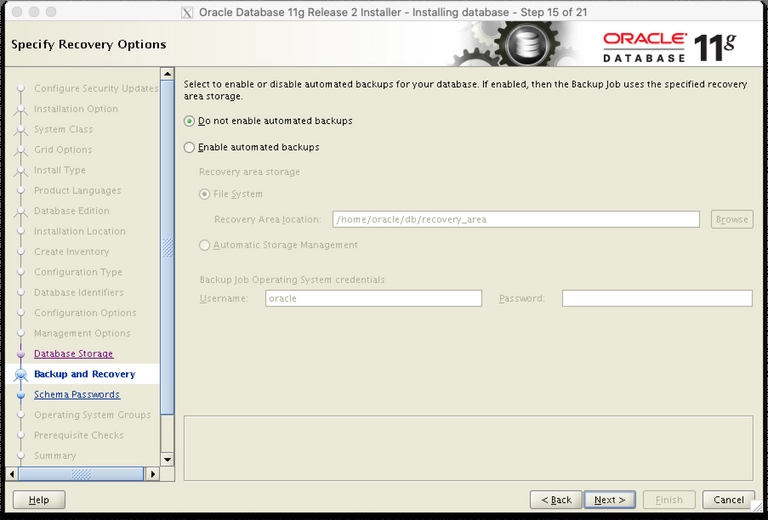 Oracle Database 11g Release 2 Installer - Installing database - Step 15 of 21
Specify Recovery Options
ORACLE
DATABASE 11g
Configure Security Updates
Installation Option
System Class
Grid Options
Install Type
Product Languages
Database Edition
Installation Location
Create Inventory
Configuration Type
Database Identifiers
Configuration Options
Management Options
Database Storage
Backup and Recovery
Schema Passwords
Operating System Groups
Prerequisite Checks
Summary
Select to enable or disable automated backups for your database. If enabled, then the Backup Job uses the specified recovery
area storage.
Do not enable automated backups
Enable automated backups
Recovery area storage
File System
Recovery Area location: /home/oracle/db/recovery_area Browse
Automatic Storage Management
Backup Job Operating System credentials
Username: oracle Password:
Help < Back Next > Finish Cancel